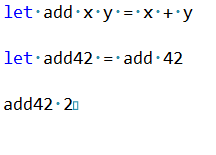 let add x y = x + y
let add42 = add 42
add42 2